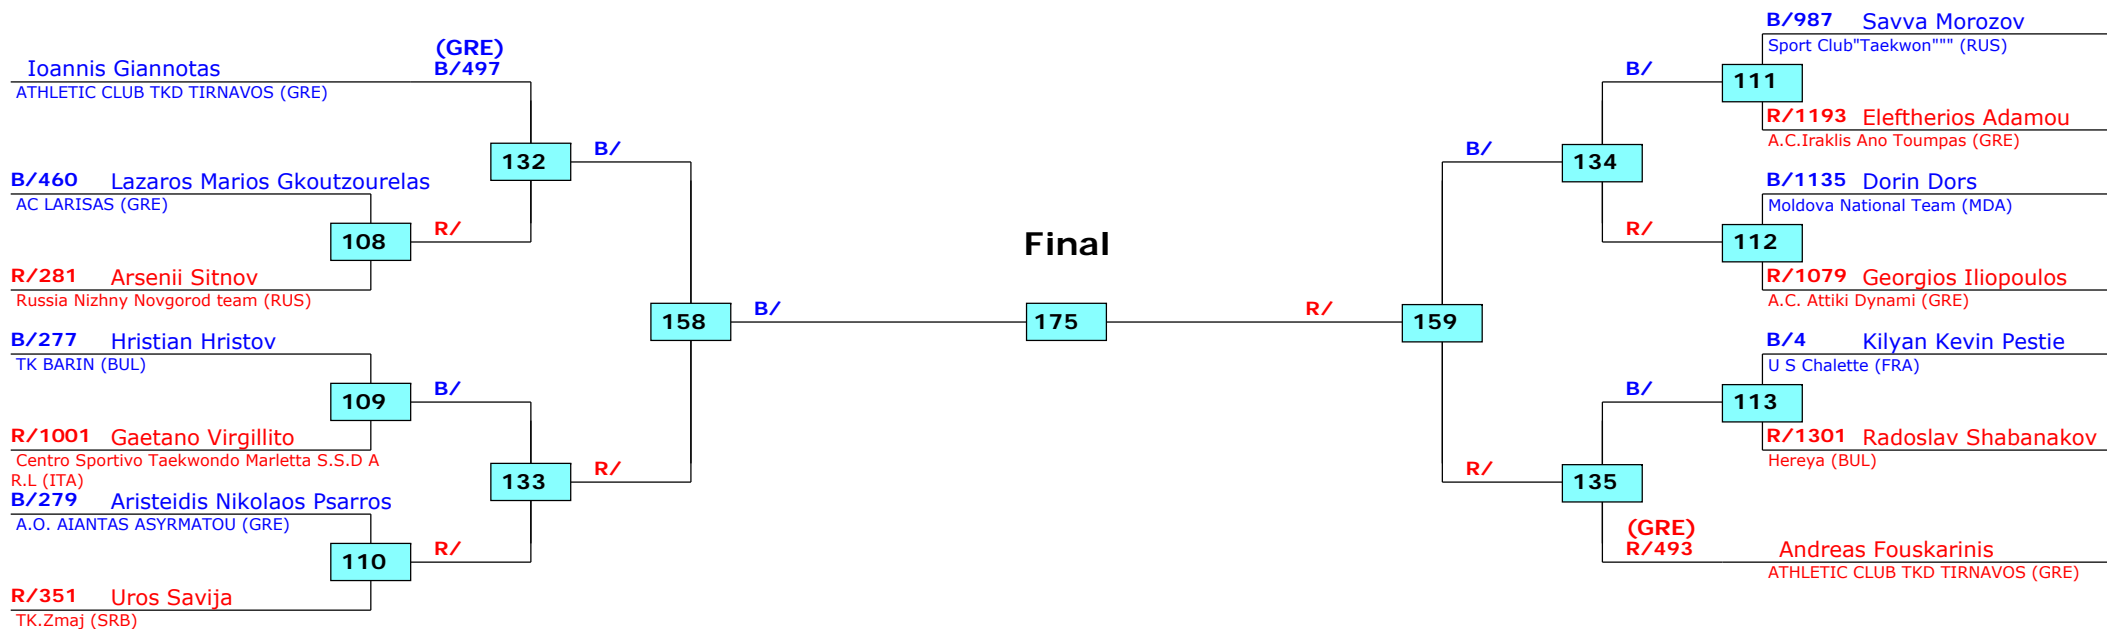 (GRE)
Ioannis Giannotas B/497
ATHLETIC CLUB TKD TIRNAVOS (GRE)
132 B/
B/460 Lazaros Marios Gkoutzourelas
AC LARISAS (GRE)
108 R/
R/281 Arsenii Sitnov
Russia Nizhny Novgorod team (RUS)
158 B/
B/277 Hristian Hristov
TK BARIN (BUL)
109 B/
R/1001 Gaetano Virgillito
Centro Sportivo Taekwondo Marletta S.S.D A
R.L (ITA)
133 R/
B/279 Aristeidis Nikolaos Psarros
A.O. AIANTAS ASYRMATOU (GRE)
110 R/
R/351 Uros Savija
TK.Zmaj (SRB)
Final
175
B/987 Savva Morozov
Sport Club"Taekwon""" (RUS)
B/ 111
R/1193 Eleftherios Adamou
A.C.Iraklis Ano Toumpas (GRE)
B/ 134
B/1135 Dorin Dors
Moldova National Team (MDA)
R/ 112
R/1079 Georgios Iliopoulos
A.C. Attiki Dynami (GRE)
R/ 159
B/4 Kilyan Kevin Pestie
U S Chalette (FRA)
B/ 113
R/1301 Radoslav Shabanakov
Hereya (BUL)
R/ 135
(GRE)
R/493 Andreas Fouskarinis
ATHLETIC CLUB TKD TIRNAVOS (GRE)